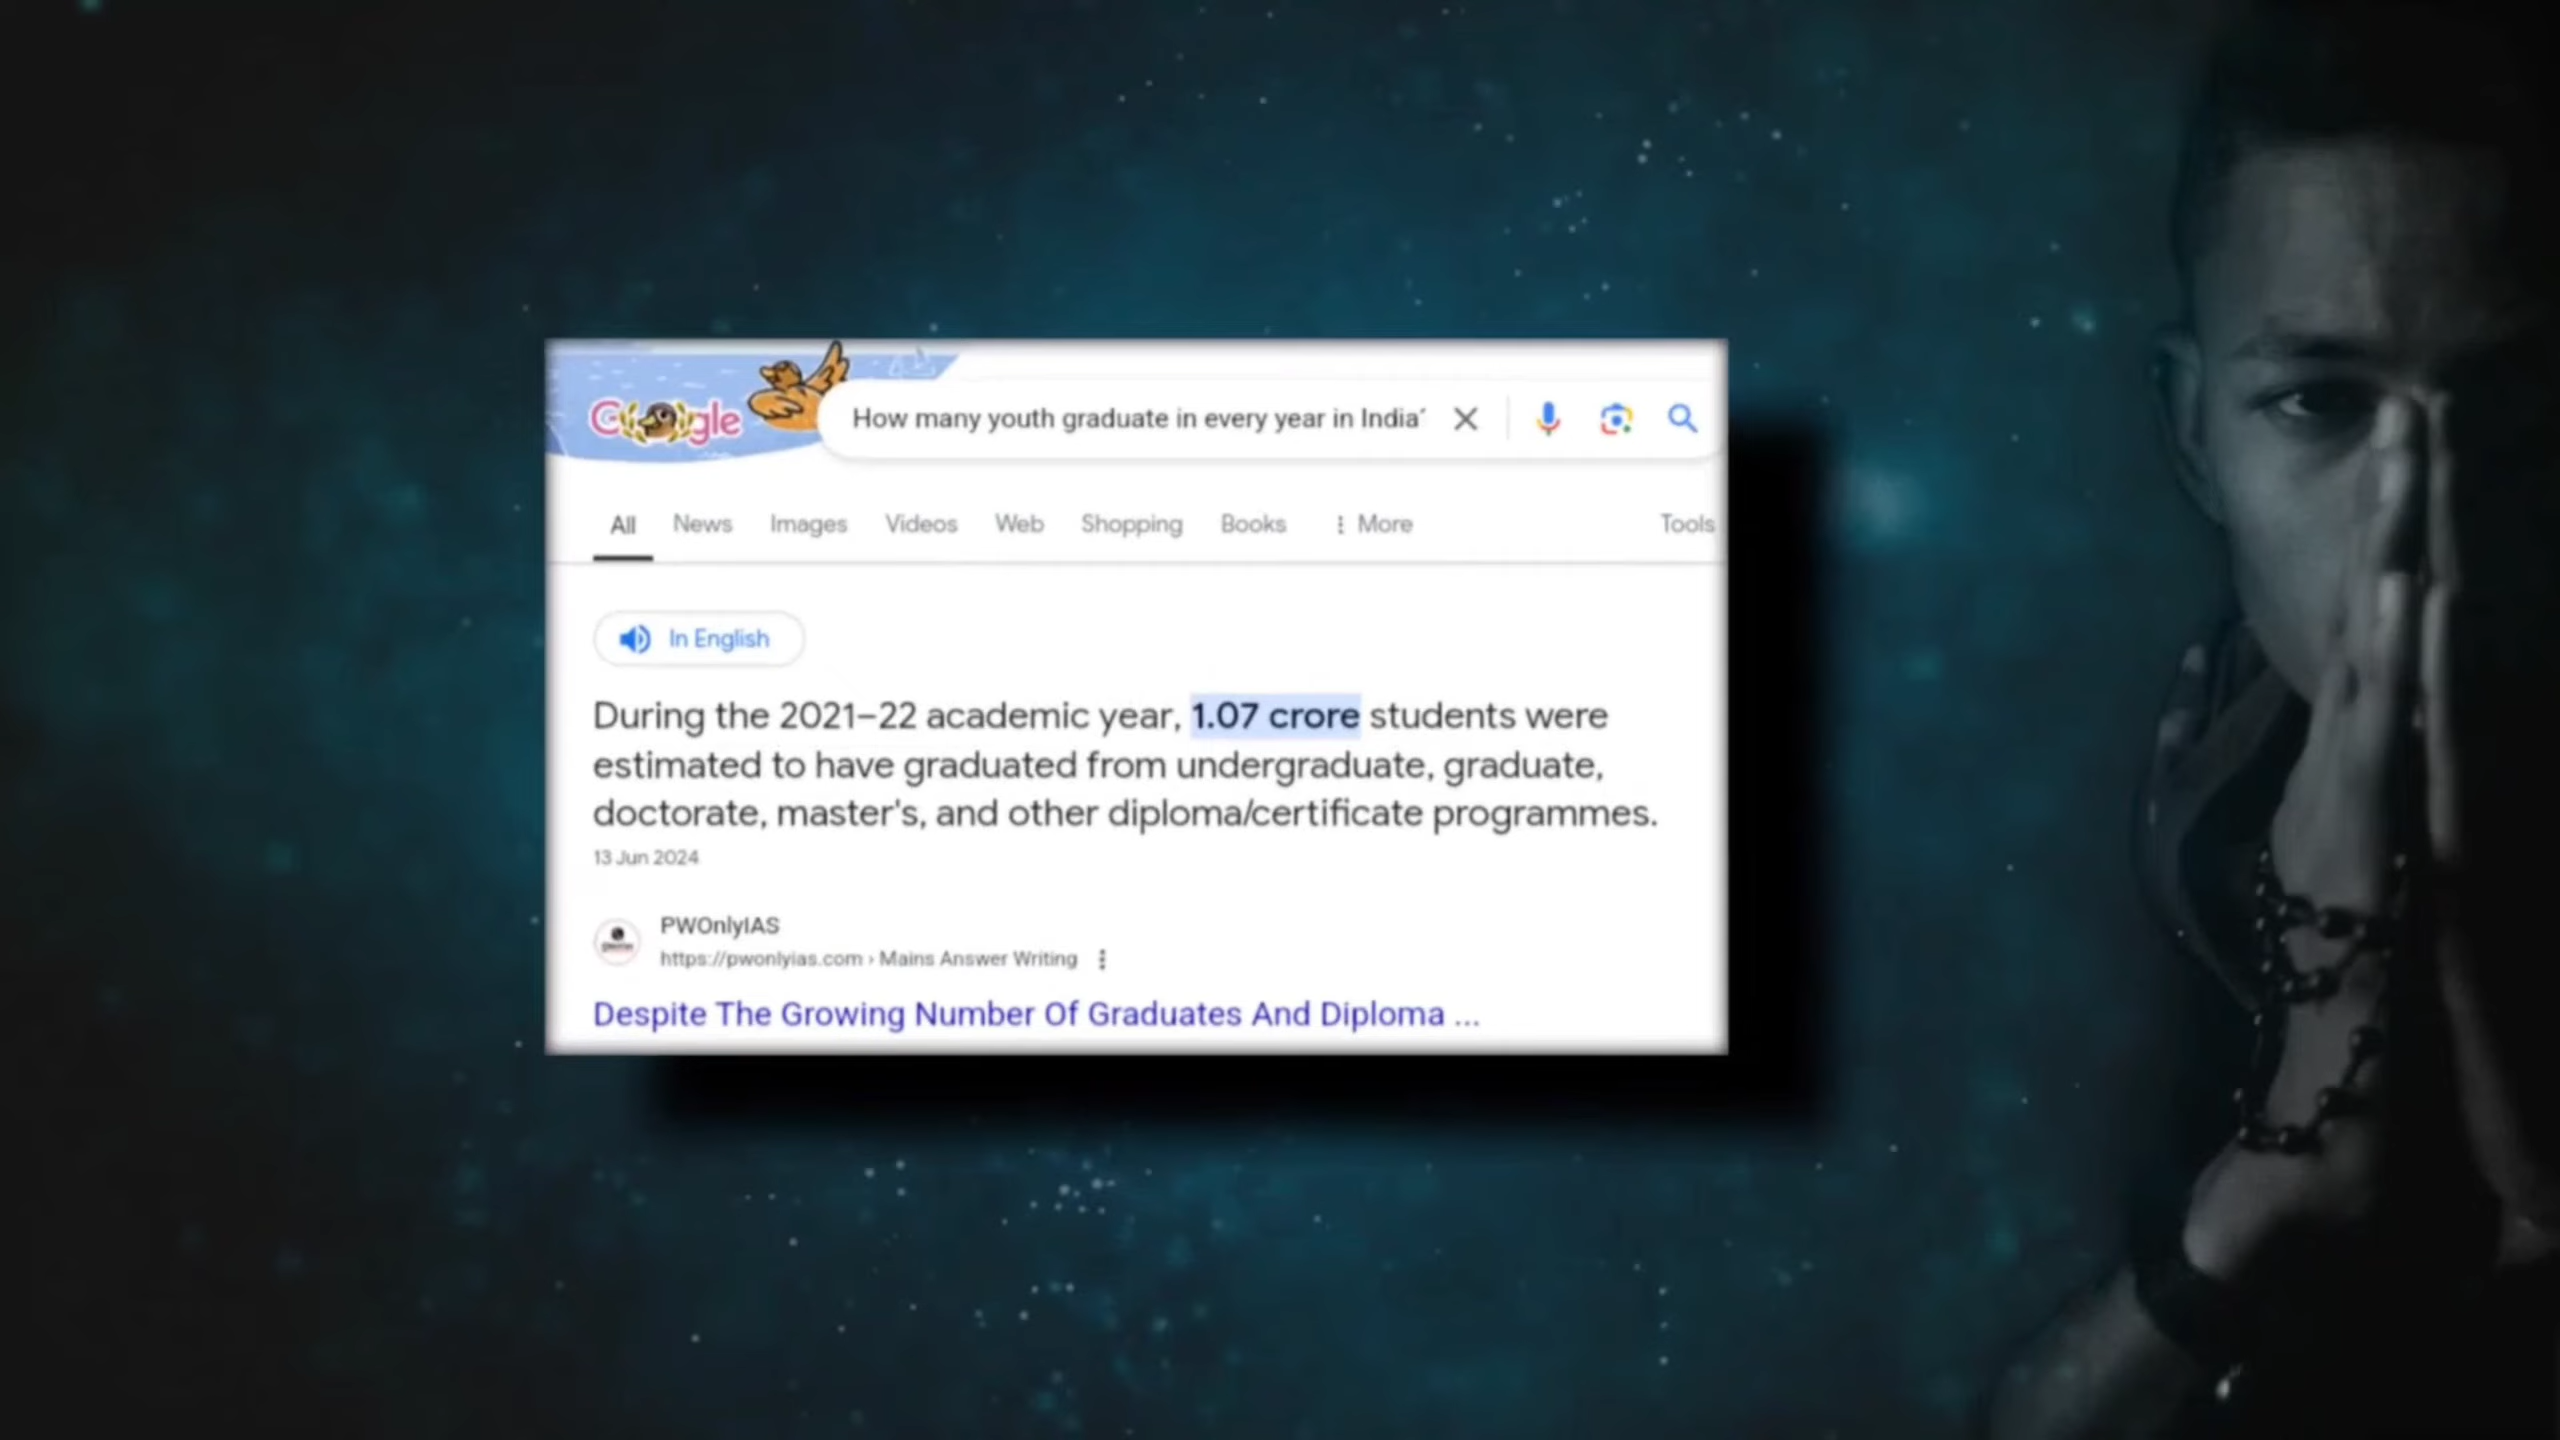 Google
How many youth graduate in every year in India'
All News Images Videos Web Shopping Books More Tools
In English
During the 2021–22 academic year, 1.07 crore students were
estimated to have graduated from undergraduate, graduate,
doctorate, master's, and other diploma/certificate programmes.
13 Jun 2024
PWOnlyIAS
https://pwonlyias.com › Mains Answer Writing
Despite The Growing Number Of Graduates And Diploma ...